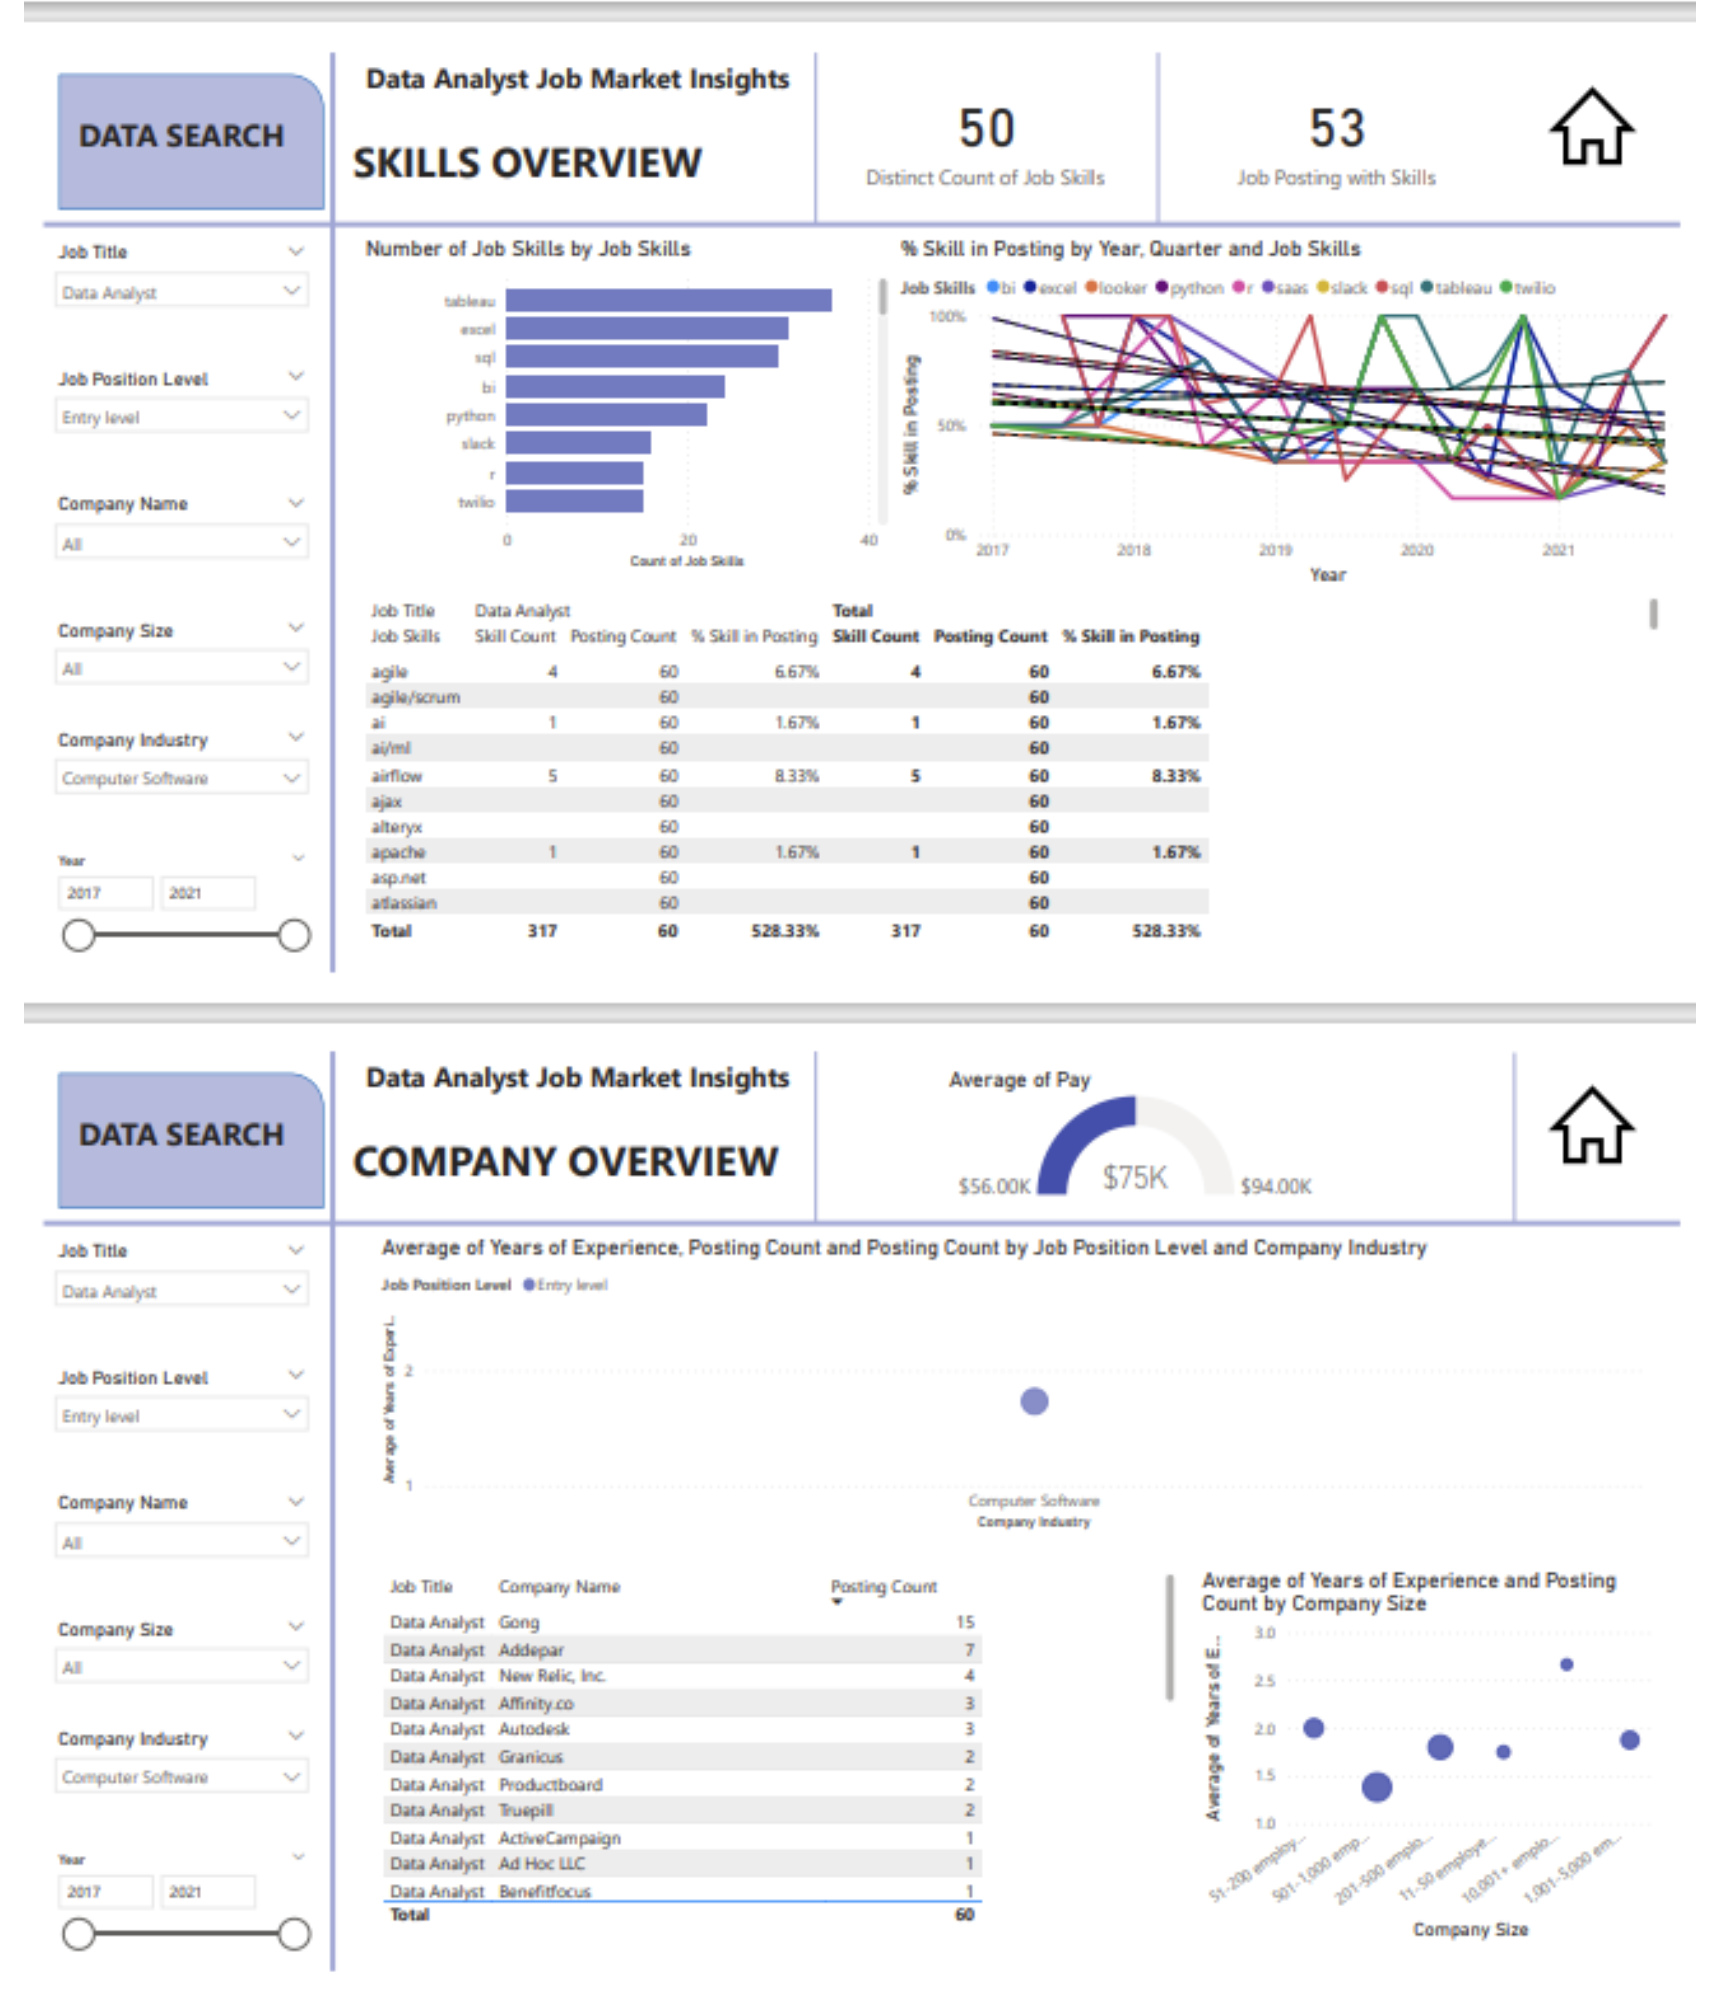 DATA SEARCH
Data Analyst Job Market Insights
SKILLS OVERVIEW
50
Distinct Count of Job Skills
53
Job Posting with Skills
Job Title
Data Analyst
Job Position Level
Entry level
Company Name
All
Company Size
All
Company Industry
Computer Software
Year
2017 2021
Number of Job Skills by Job Skills
tableau
excel
sql
bi
python
slack
r
twilio
0 20 40
Count of Job Skills
% Skill in Posting by Year, Quarter and Job Skills
Job Skills bi excel looker python r saas slack sql tableau twilio
100%
50%
0%
% Skill in Posting
2017 2018 2019 2020 2021
Year
Job Title Data Analyst Total
Job Skills Skill Count Posting Count % Skill in Posting Skill Count Posting Count % Skill in Posting
agile 4 60 6.67% 4 60 6.67%
agile/scrum 60 60
ai 1 60 1.67% 1 60 1.67%
ai/ml 60 60
airflow 5 60 8.33% 5 60 8.33%
ajax 60 60
alteryx 60 60
apache 1 60 1.67% 1 60 1.67%
asp.net 60 60
atlassian 60 60
Total 317 60 528.33% 317 60 528.33%
DATA SEARCH
Data Analyst Job Market Insights
COMPANY OVERVIEW
Average of Pay
$56.00K $75K $94.00K
Job Title
Data Analyst
Job Position Level
Entry level
Company Name
All
Company Size
All
Company Industry
Computer Software
Year
2017 2021
Average of Years of Experience, Posting Count and Posting Count by Job Position Level and Company Industry
Job Position Level Entry level
Average of Years of Experi...
2
1
Computer Software
Company Industry
Job Title Company Name Posting Count
Data Analyst Gong 15
Data Analyst Addepar 7
Data Analyst New Relic, Inc. 4
Data Analyst Affinity.co 3
Data Analyst Autodesk 3
Data Analyst Granicus 2
Data Analyst Productboard 2
Data Analyst Truepill 2
Data Analyst ActiveCampaign 1
Data Analyst Ad Hoc LLC 1
Data Analyst Benefitfocus 1
Total 60
Average of Years of Experience and Posting
Count by Company Size
Average of Years of E...
3.0
2.5
2.0
1.5
1.0
51-200 employ...
501-1,000 emp...
201-500 emplo...
11-50 employe...
10,001+ emplo...
1,001-5,000 em...
Company Size